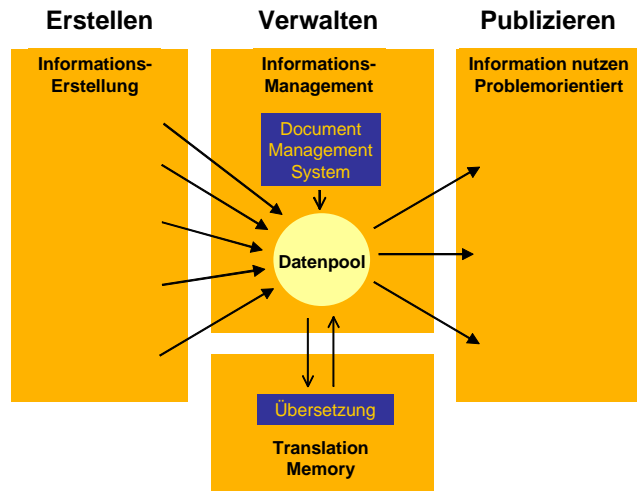 Erstellen
Verwalten
Publizieren
Informations-
Erstellung
Informations-
Management
Information nutzen
Problemorientiert
Document
Management
System
Datenpool
Übersetzung
Translation
Memory